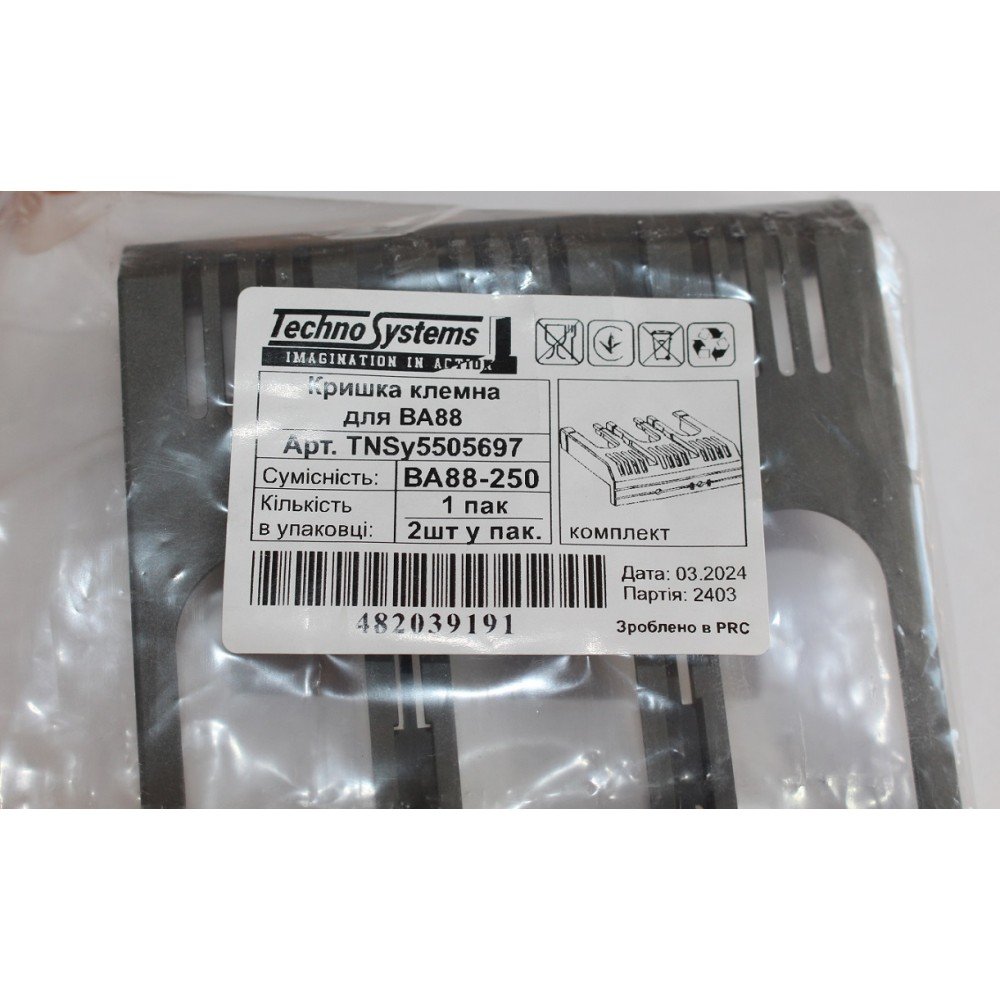 TechnoSystems
IMAGINATION IN ACTION
1
Кришка клемна
для ВА88
Арт. TNSy5505697
Сумісність: ВА88-250
Кількість
в упаковці:
1 пак
2шт у пак.
комплект
482039191
Дата: 03.2024
Партія: 2403
Зроблено в PRC